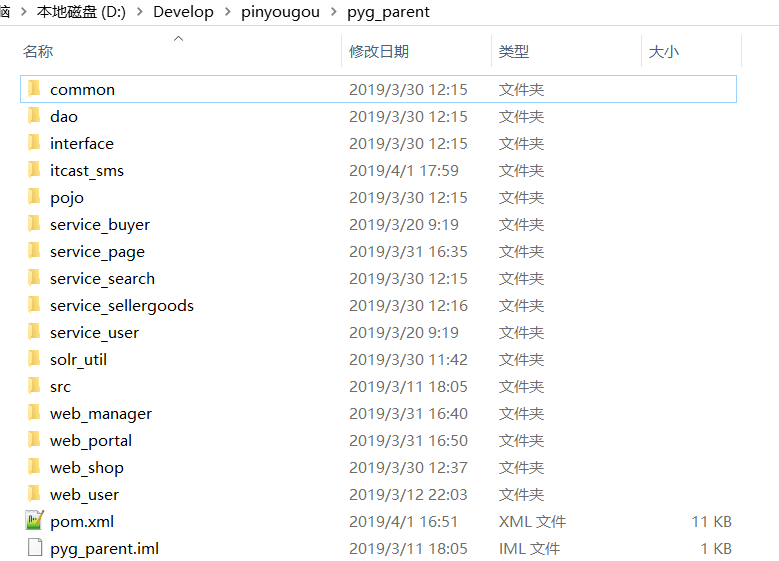 脑 > 本地磁盘 (D:) > Develop > pinyougou > pyg_parent
名称 修改日期 类型 大小
common 2019/3/30 12:15 文件夹
dao 2019/3/30 12:15 文件夹
interface 2019/3/30 12:15 文件夹
itcast_sms 2019/4/1 17:59 文件夹
pojo 2019/3/30 12:15 文件夹
service_buyer 2019/3/20 9:19 文件夹
service_page 2019/3/31 16:35 文件夹
service_search 2019/3/30 12:15 文件夹
service_sellergoods 2019/3/30 12:16 文件夹
service_user 2019/3/20 9:19 文件夹
solr_util 2019/3/30 11:42 文件夹
src 2019/3/11 18:05 文件夹
web_manager 2019/3/31 16:40 文件夹
web_portal 2019/3/31 16:50 文件夹
web_shop 2019/3/30 12:37 文件夹
web_user 2019/3/12 22:03 文件夹
pom.xml 2019/4/1 16:51 XML 文件 11 KB
pyg_parent.iml 2019/3/11 18:05 IML 文件 1 KB